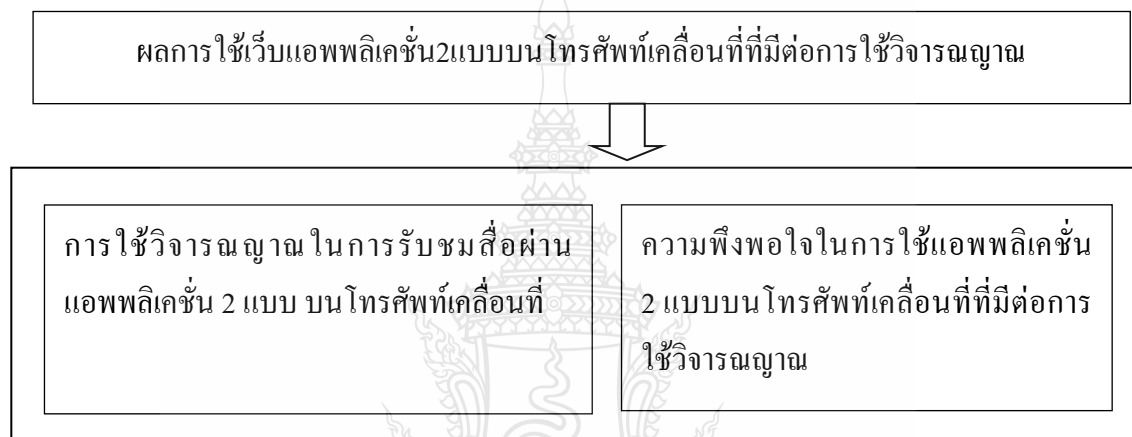 ผลการใช้เว็บแอพพลิเคชั่น2แบบบนโทรศัพท์เคลื่อนที่ที่มีต่อการใช้วิจารณญาณ
การใช้วิจารณญาณในการรับชมสื่อผ่าน
แอพพลิเคชั่น 2 แบบ บนโทรศัพท์เคลื่อนที่
ความพึงพอใจในการใช้แอพพลิเคชั่น
2 แบบบนโทรศัพท์เคลื่อนที่ที่มีต่อการ
ใช้วิจารณญาณ